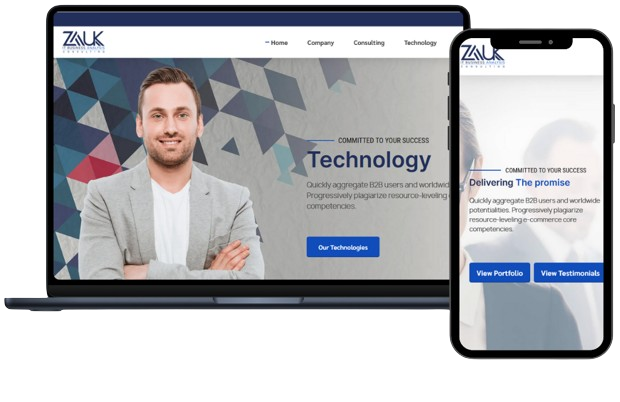 ZAUK
IT BUSINESS ANALYSIS
CONSULTING
Home
Company
Consulting
Technology
COMMITTED TO YOUR SUCCESS
Technology
Quickly aggregate B2B users and worldwid
Progressively plagiarize resource-leveling
competencies.
Our Technologies
ZAUK
IT BUSINESS ANALYSIS
CONSULTING
COMMITTED TO YOUR SUCCESS
Delivering The promise
Quickly aggregate B2B users and worldwide
potentialities. Progressively plagiarize
resource-leveling e-commerce core
competencies.
View Portfolio
View Testimonials